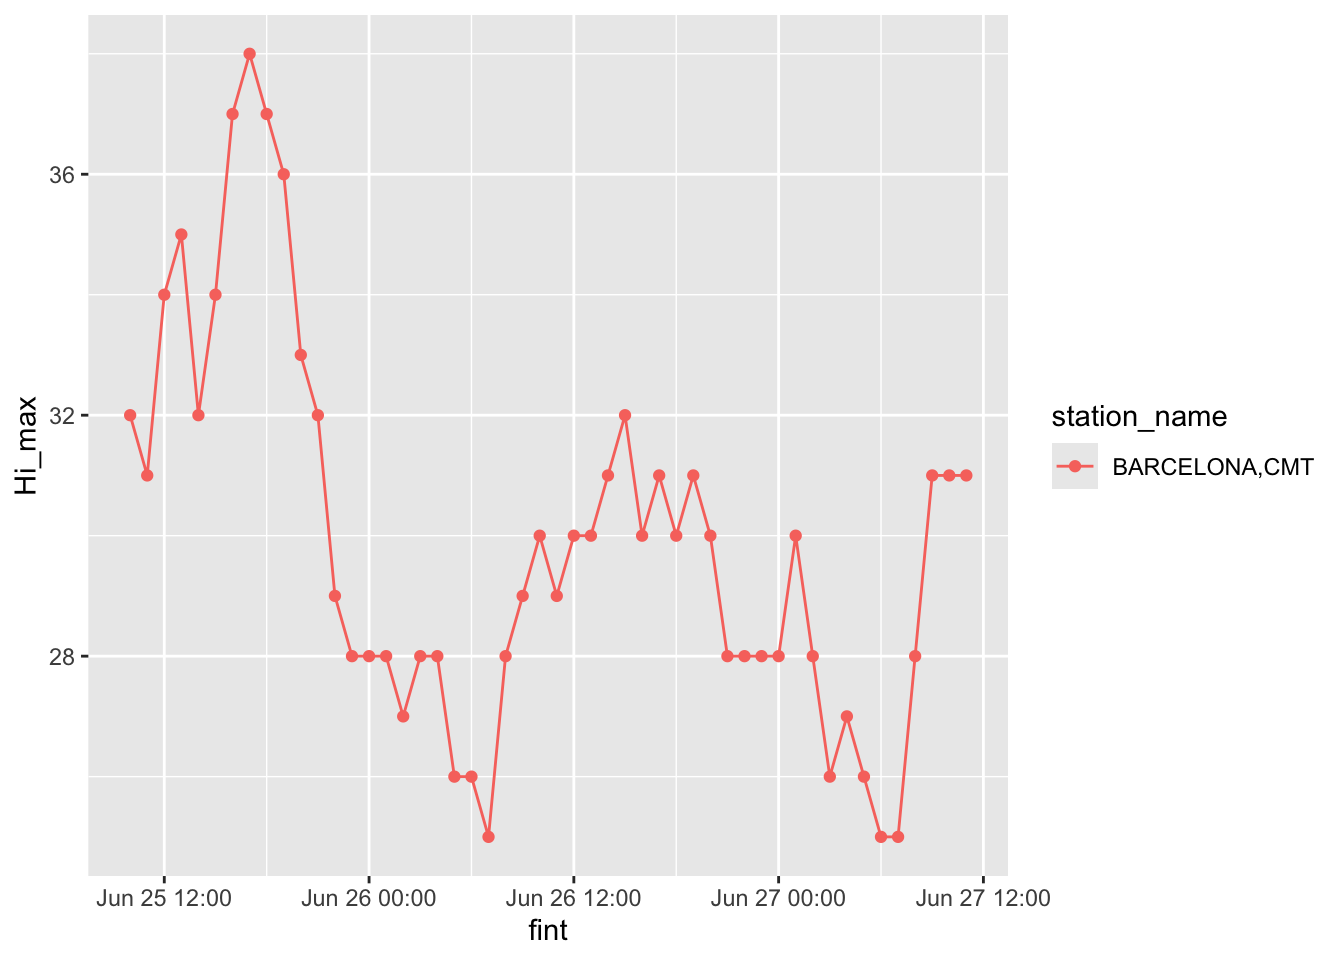 Hi_max
36
32
28
Jun 25 12:00
Jun 26 00:00
Jun 26 12:00
Jun 27 00:00
Jun 27 12:00
fint
station_name
BARCELONA,CMT